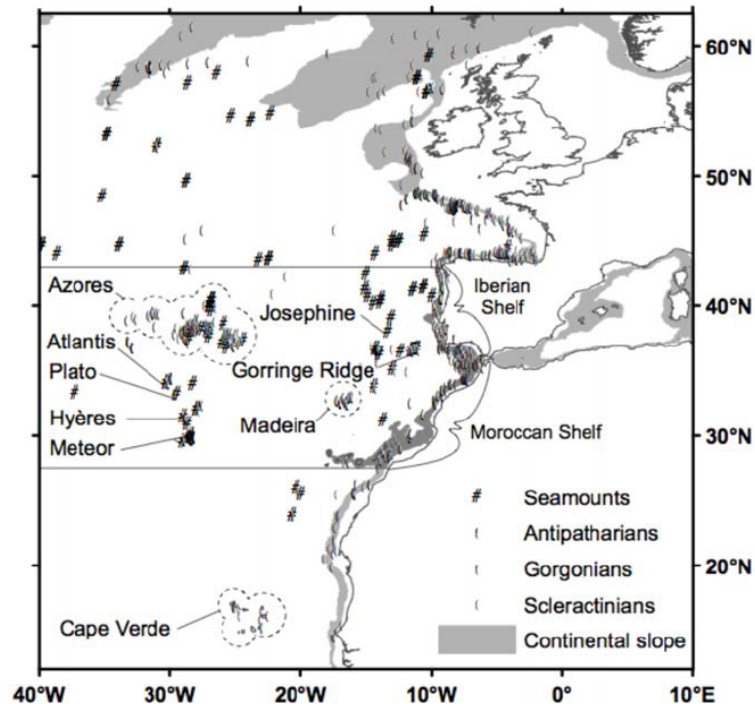 60°N
50°N
Azores
Iberian
Shelf
40°N
Josephine
Atlantis
Gorringe Ridge
Plato
Hyères
Madeira
Moroccan Shelf
Meteor
30°N
# Seamounts
Antipatharians
Gorgonians
20°N
Scleractinians
Cape Verde
Continental slope
40°W 30°W 20°W 10°W 0° 10°E